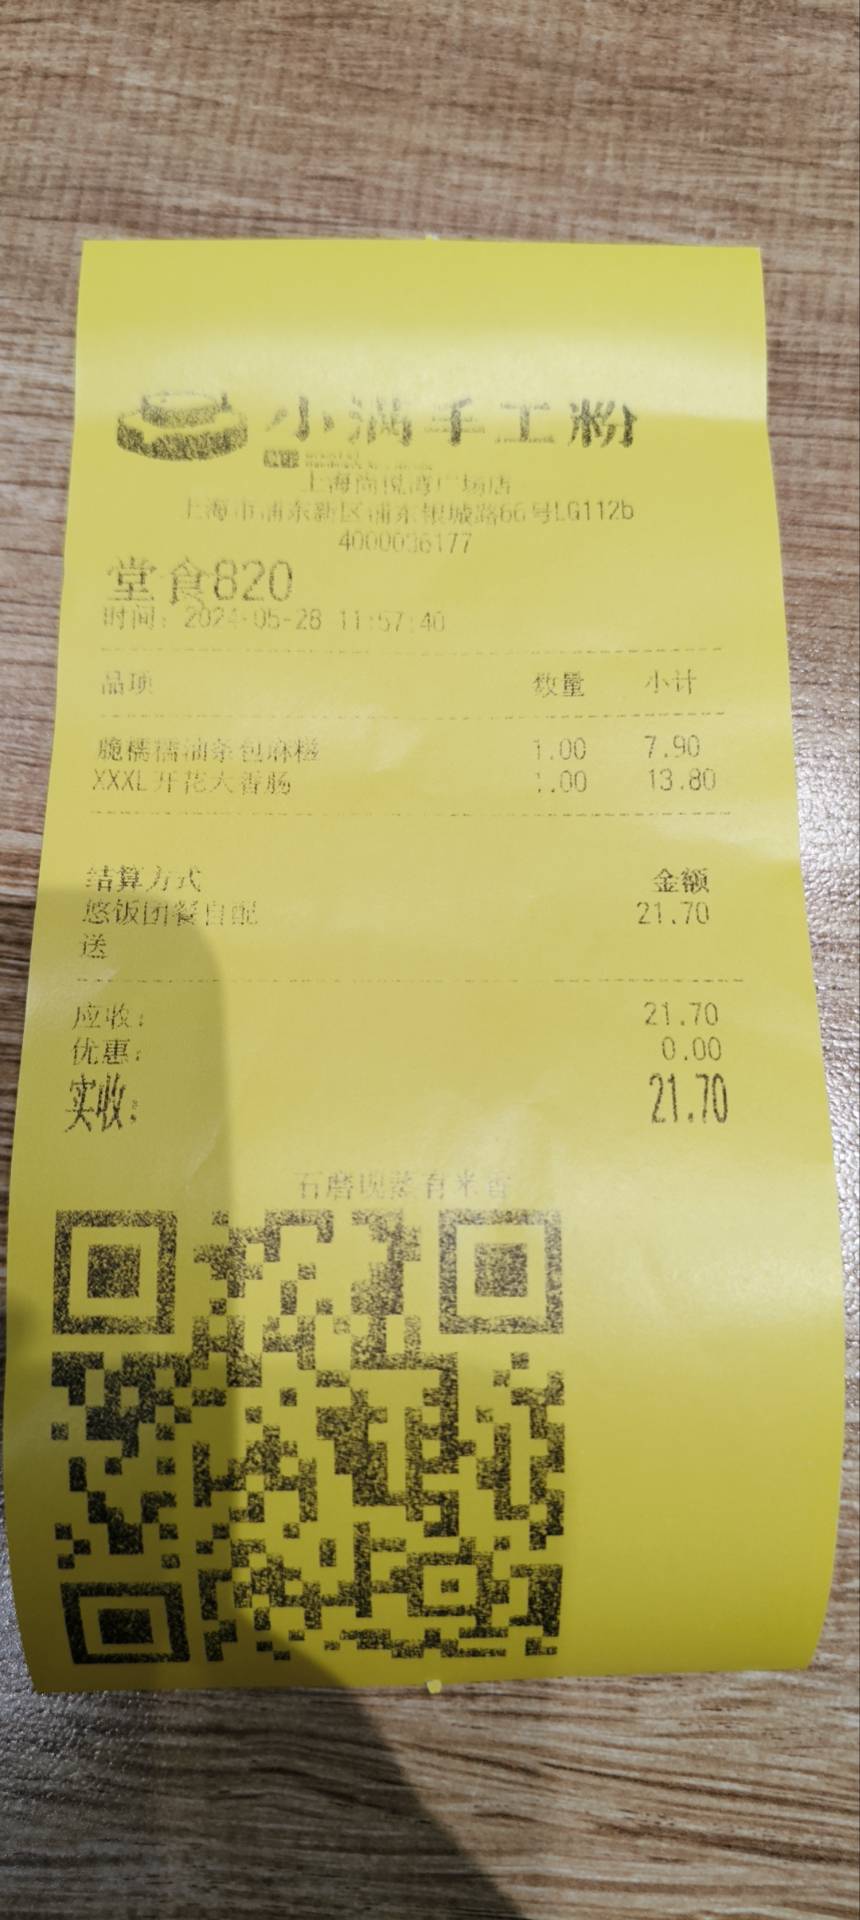 小满手工粉
上海尚悦湾广场店
上海市浦东新区浦东银城路66号LG112b
4000036177
堂食820
时间：2024-05-28 11:57:40
品项 数量 小计
脆糯糯油条包麻糍 1.00 7.90
XXXL开花大香肠 1.00 13.80
结算方式 金额
悠饭团餐自配 21.70
送
应收： 21.70
优惠： 0.00
实收： 21.70
石磨现蒸有米香